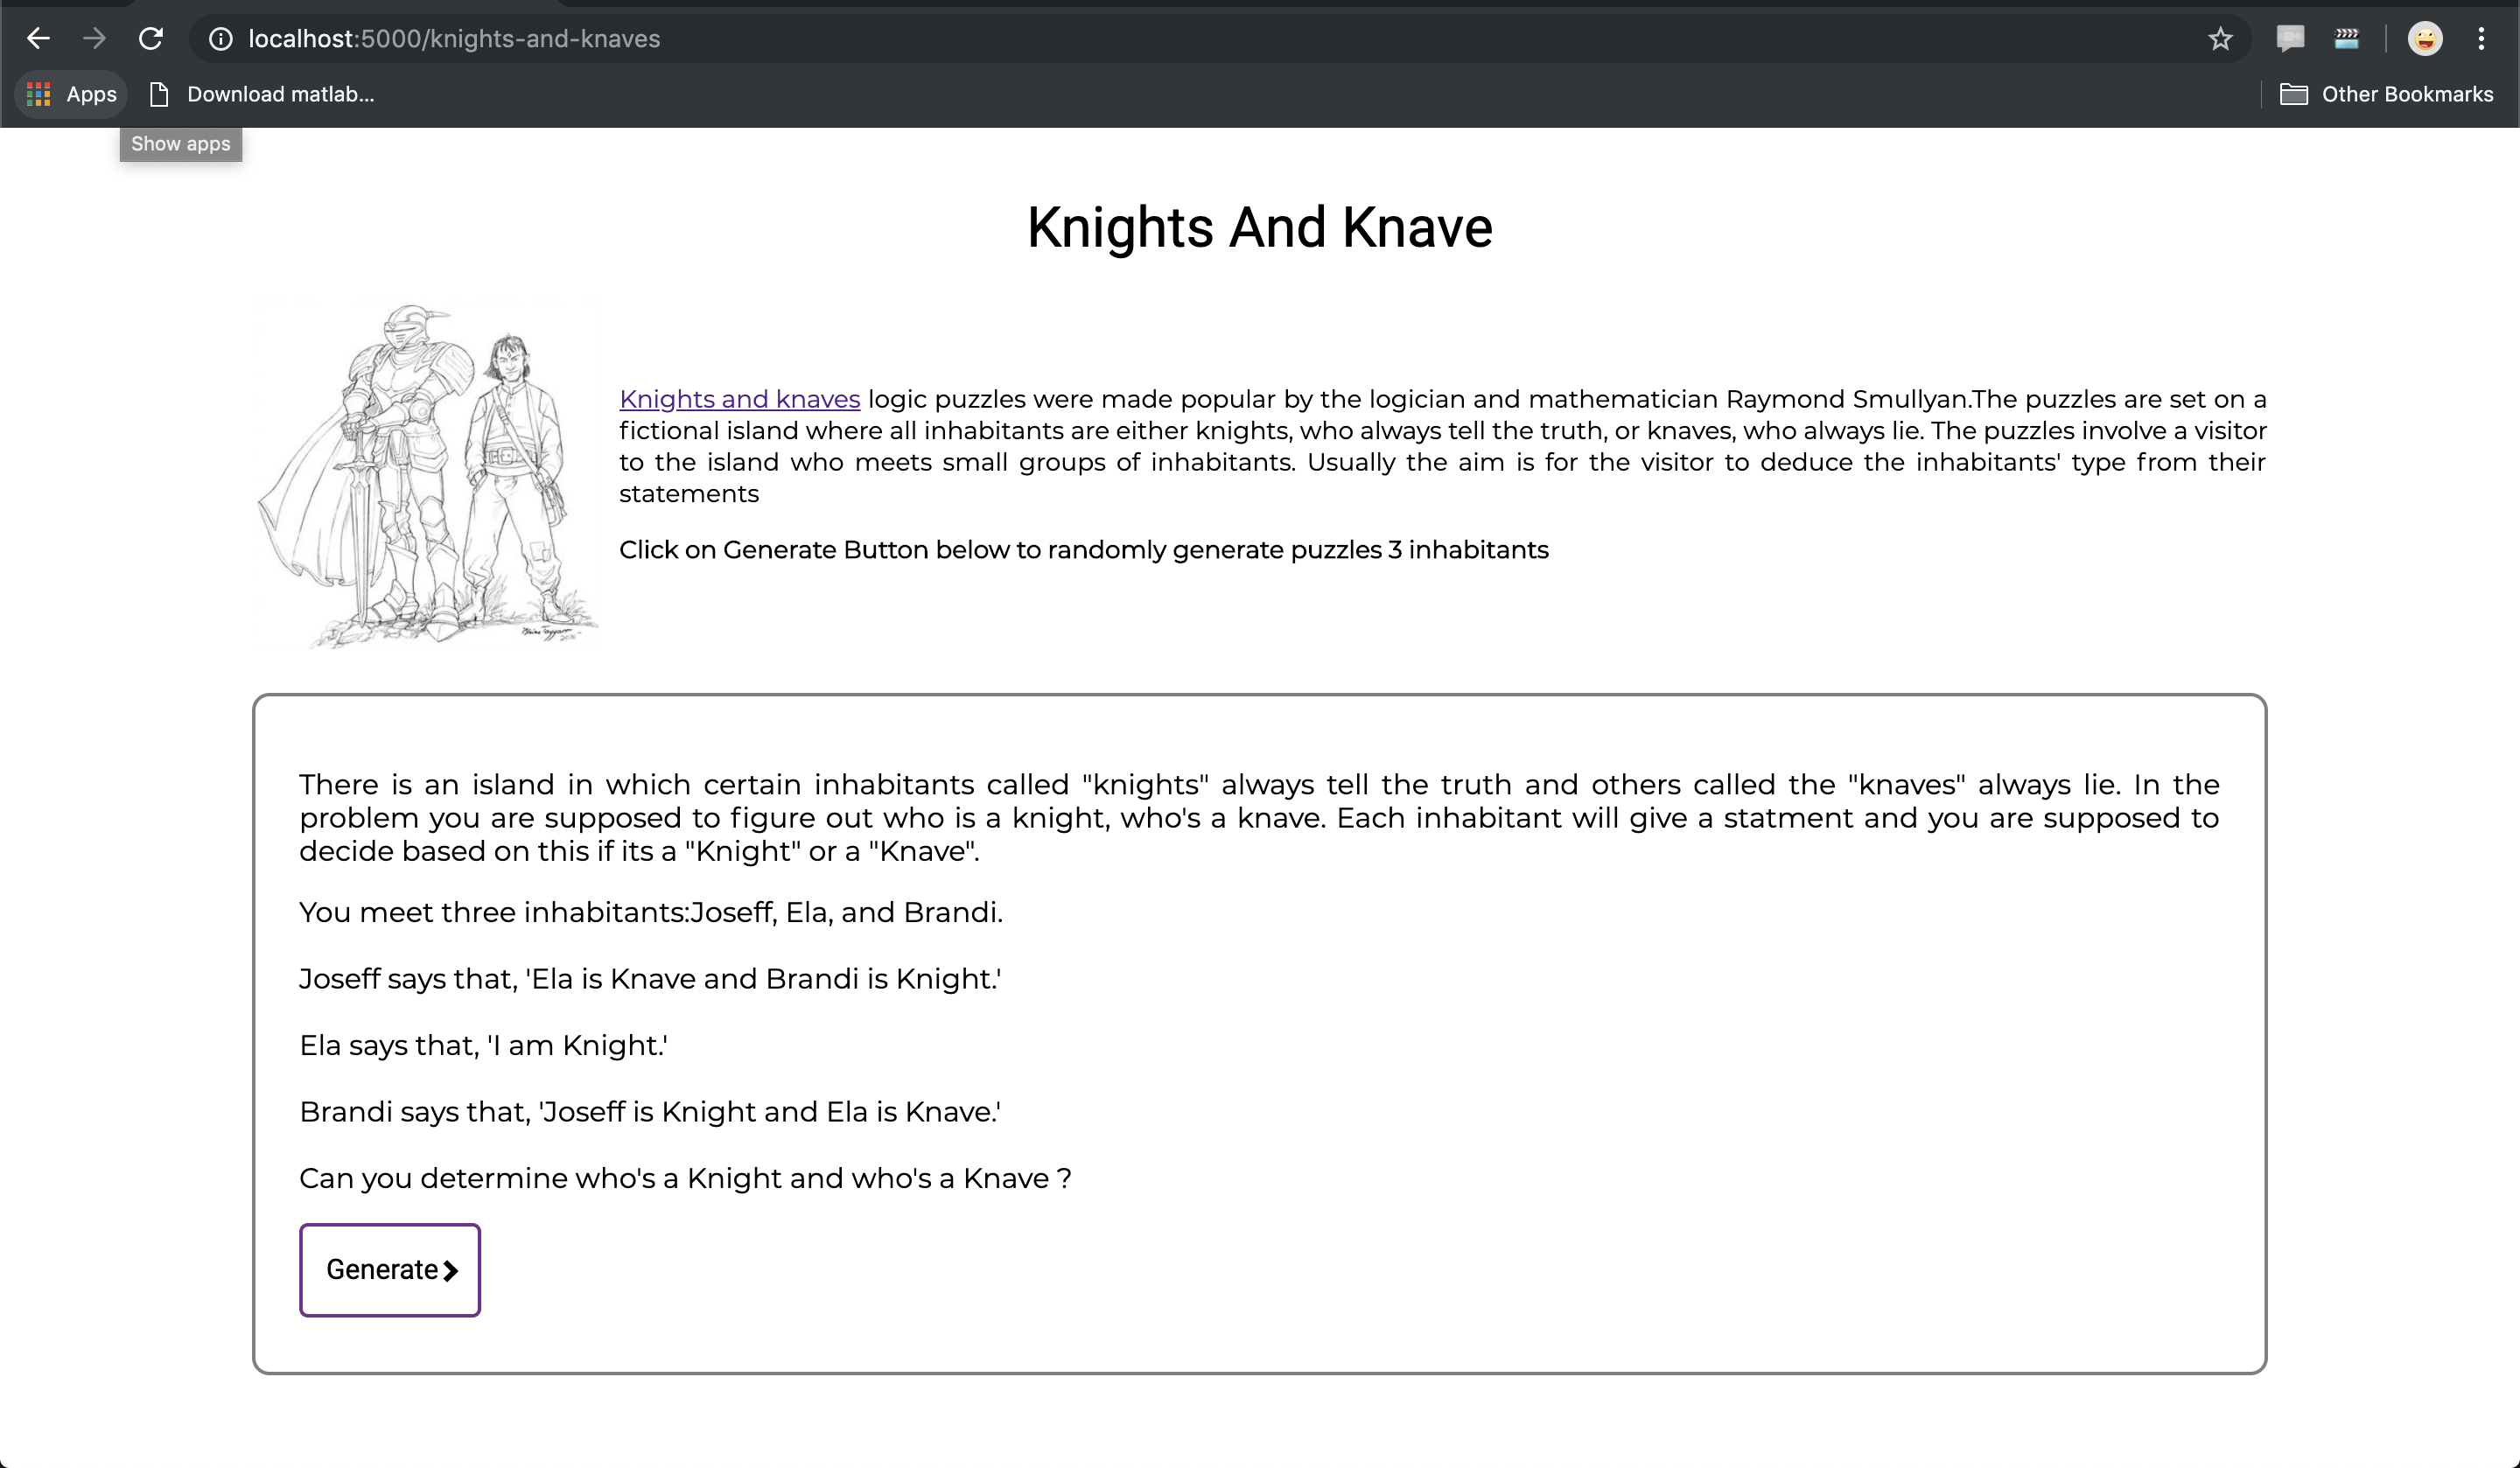 localhost:5000/knights-and-knaves
Apps
Download matlab...
Other Bookmarks
Show apps
Knights And Knave
Knights and knaves logic puzzles were made popular by the logician and mathematician Raymond Smullyan.The puzzles are set on a
fictional island where all inhabitants are either knights, who always tell the truth, or knaves, who always lie. The puzzles involve a visitor
to the island who meets small groups of inhabitants. Usually the aim is for the visitor to deduce the inhabitants' type from their
statements
Click on Generate Button below to randomly generate puzzles 3 inhabitants
There is an island in which certain inhabitants called "knights" always tell the truth and others called the "knaves" always lie. In the
problem you are supposed to figure out who is a knight, who's a knave. Each inhabitant will give a statment and you are supposed to
decide based on this if its a "Knight" or a "Knave".
You meet three inhabitants:Joseff, Ela, and Brandi.
Joseff says that, 'Ela is Knave and Brandi is Knight.'
Ela says that, 'I am Knight.'
Brandi says that, 'Joseff is Knight and Ela is Knave.'
Can you determine who's a Knight and who's a Knave ?
Generate